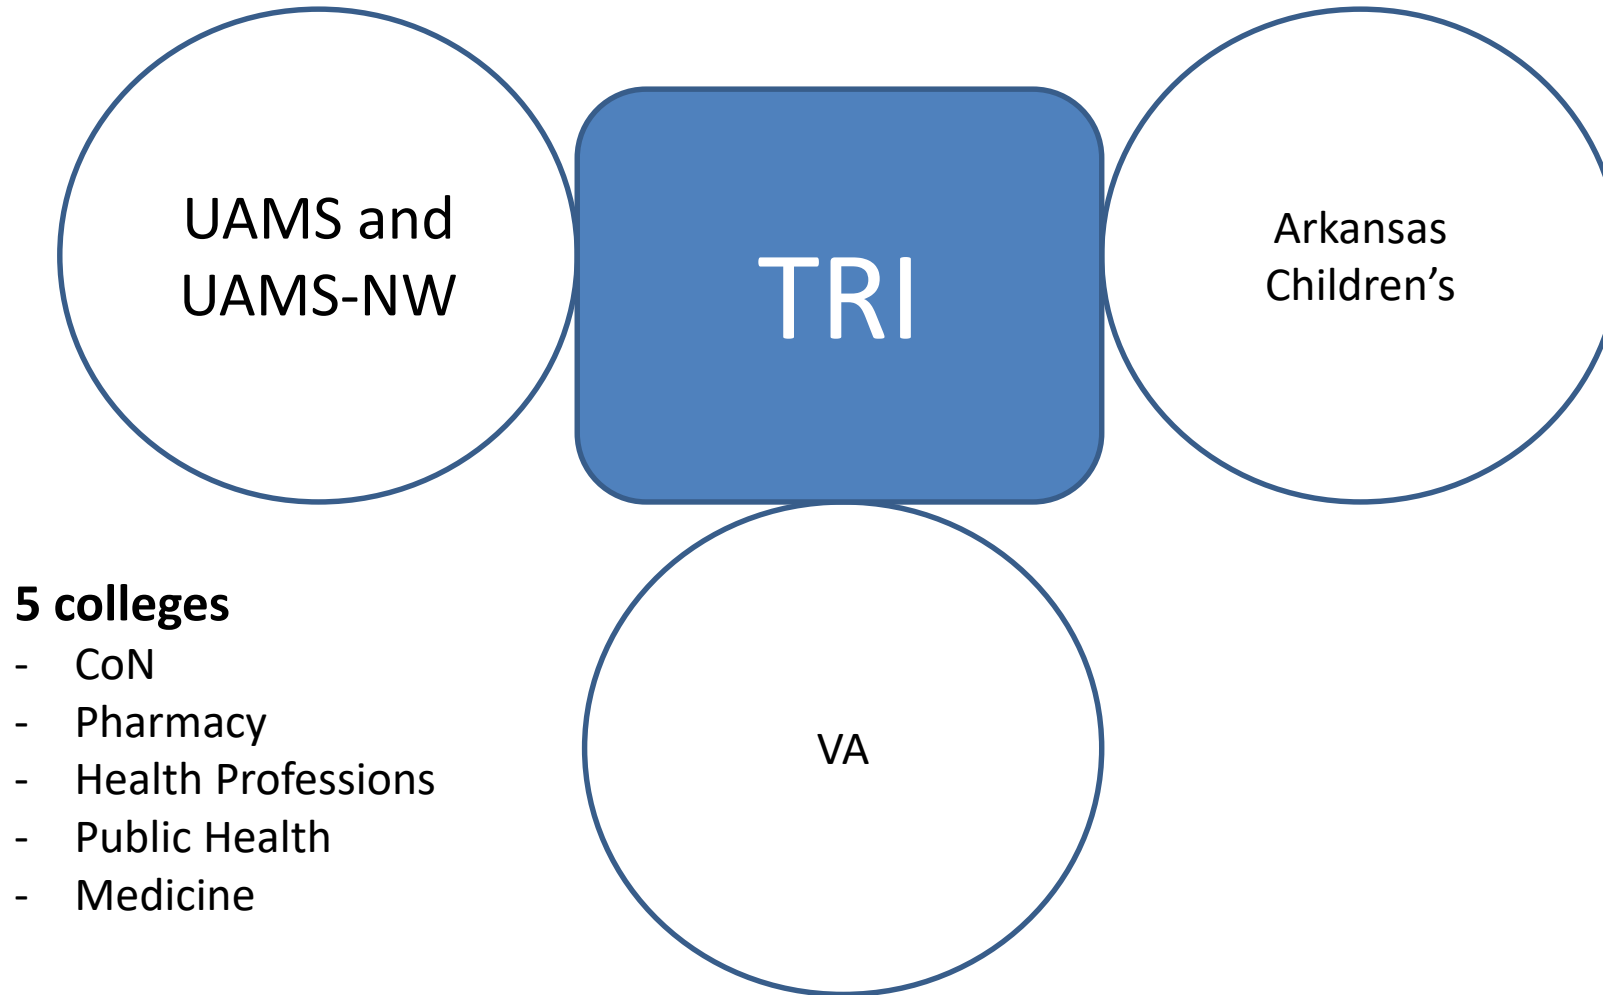 UAMS and
UAMS-NW
TRI
Arkansas
Children’s
5 colleges
- CoN
- Pharmacy
- Health Professions
- Public Health
- Medicine
VA